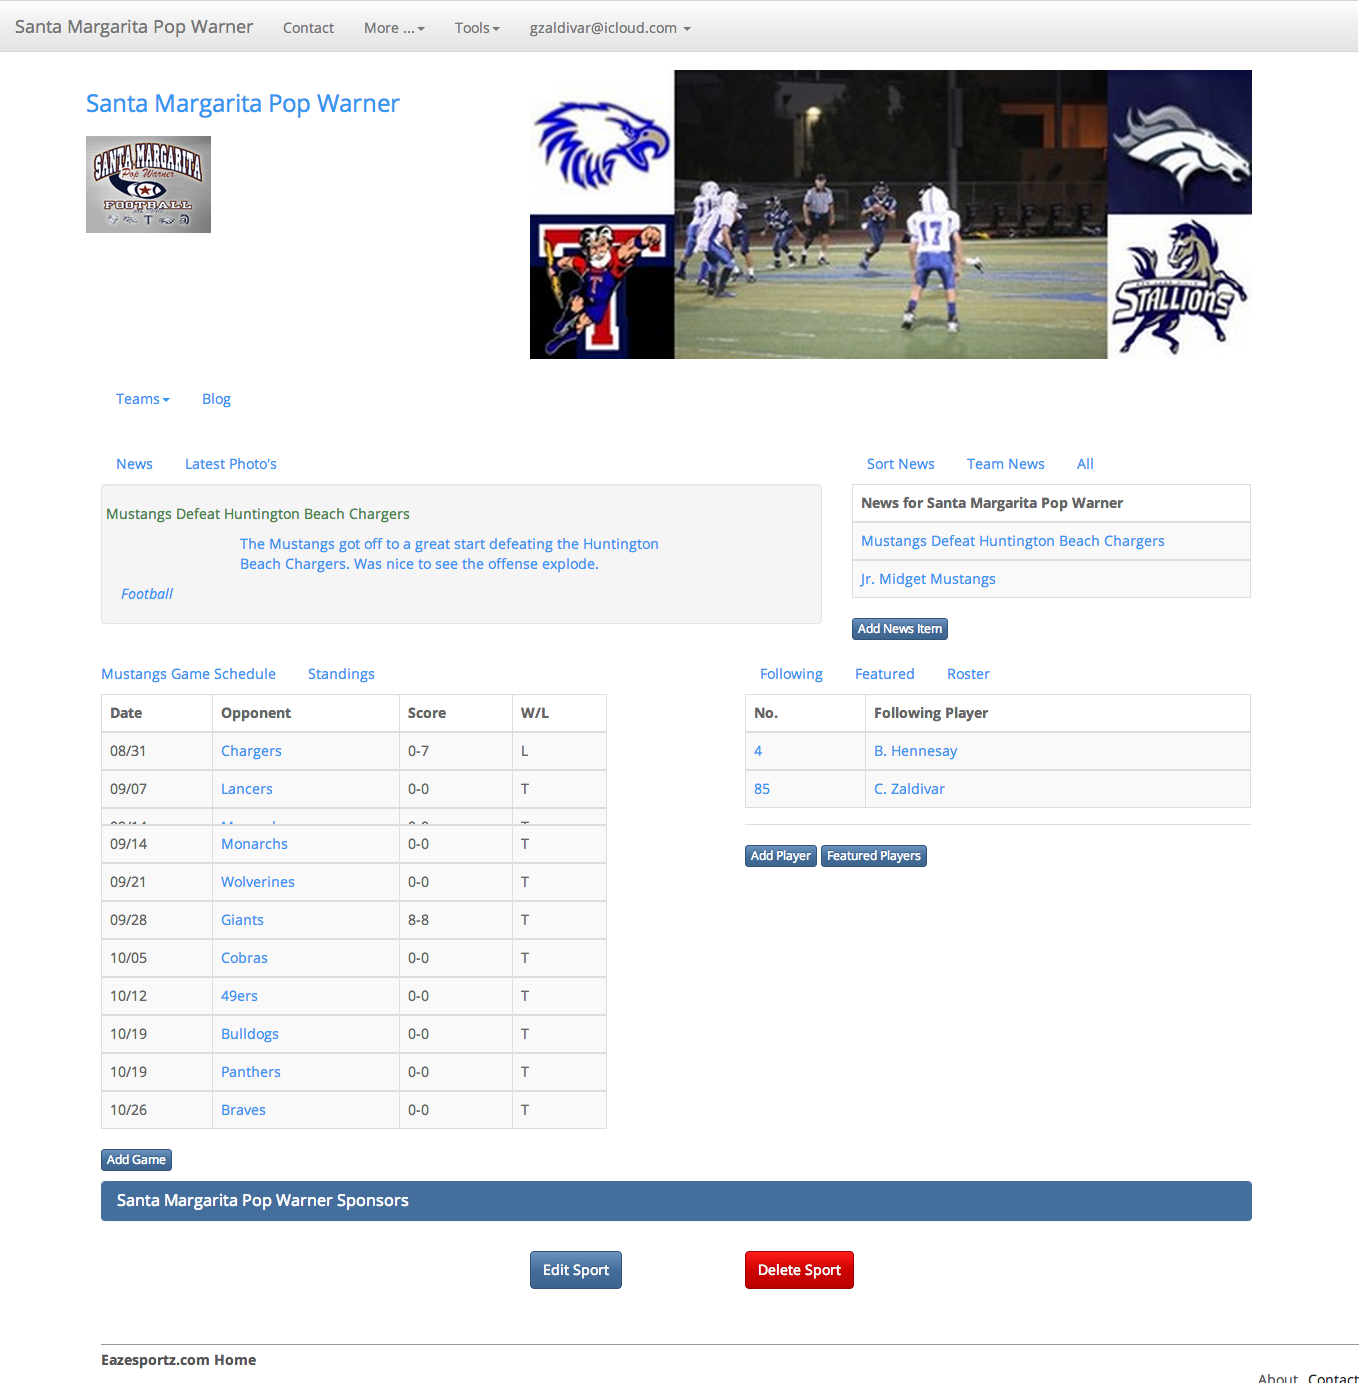 Santa Margarita Pop Warner Contact More ... Tools gzaldivar@icloud.com
Santa Margarita Pop Warner
SANTA MARGARITA
Pop Warner
FOOTBALL
MCHS
T
T
17
STALLIONS
Teams Blog
News Latest Photo's
Sort News Team News All
Mustangs Defeat Huntington Beach Chargers
The Mustangs got off to a great start defeating the Huntington
Beach Chargers. Was nice to see the offense explode.
Football
News for Santa Margarita Pop Warner
Mustangs Defeat Huntington Beach Chargers
Jr. Midget Mustangs
Add News Item
Mustangs Game Schedule Standings
Date Opponent Score W/L
08/31 Chargers 0-7 L
09/07 Lancers 0-0 T
09/14 Monarchs 0-0 T
09/14 Monarchs 0-0 T
09/21 Wolverines 0-0 T
09/28 Giants 8-8 T
10/05 Cobras 0-0 T
10/12 49ers 0-0 T
10/19 Bulldogs 0-0 T
10/19 Panthers 0-0 T
10/26 Braves 0-0 T
Add Game
Following Featured Roster
No. Following Player
4 B. Hennesay
85 C. Zaldivar
Add Player Featured Players
Santa Margarita Pop Warner Sponsors
Edit Sport Delete Sport
Eazesportz.com Home
About Contact